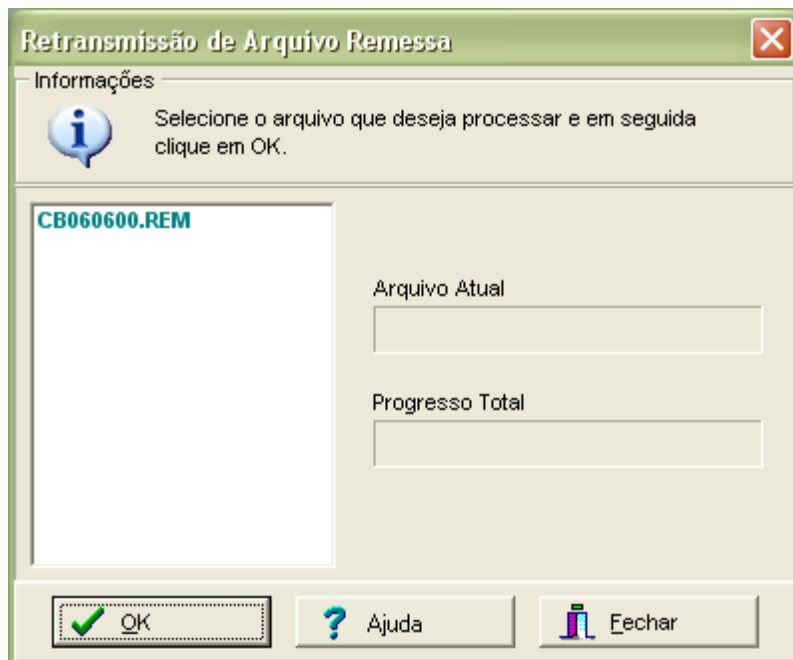 Retransmissão de Arquivo Remessa
Informações
Selecione o arquivo que deseja processar e em seguida
clique em OK.
CB060600.REM
Arquivo Atual
Progresso Total
OK
Ajuda
Fechar